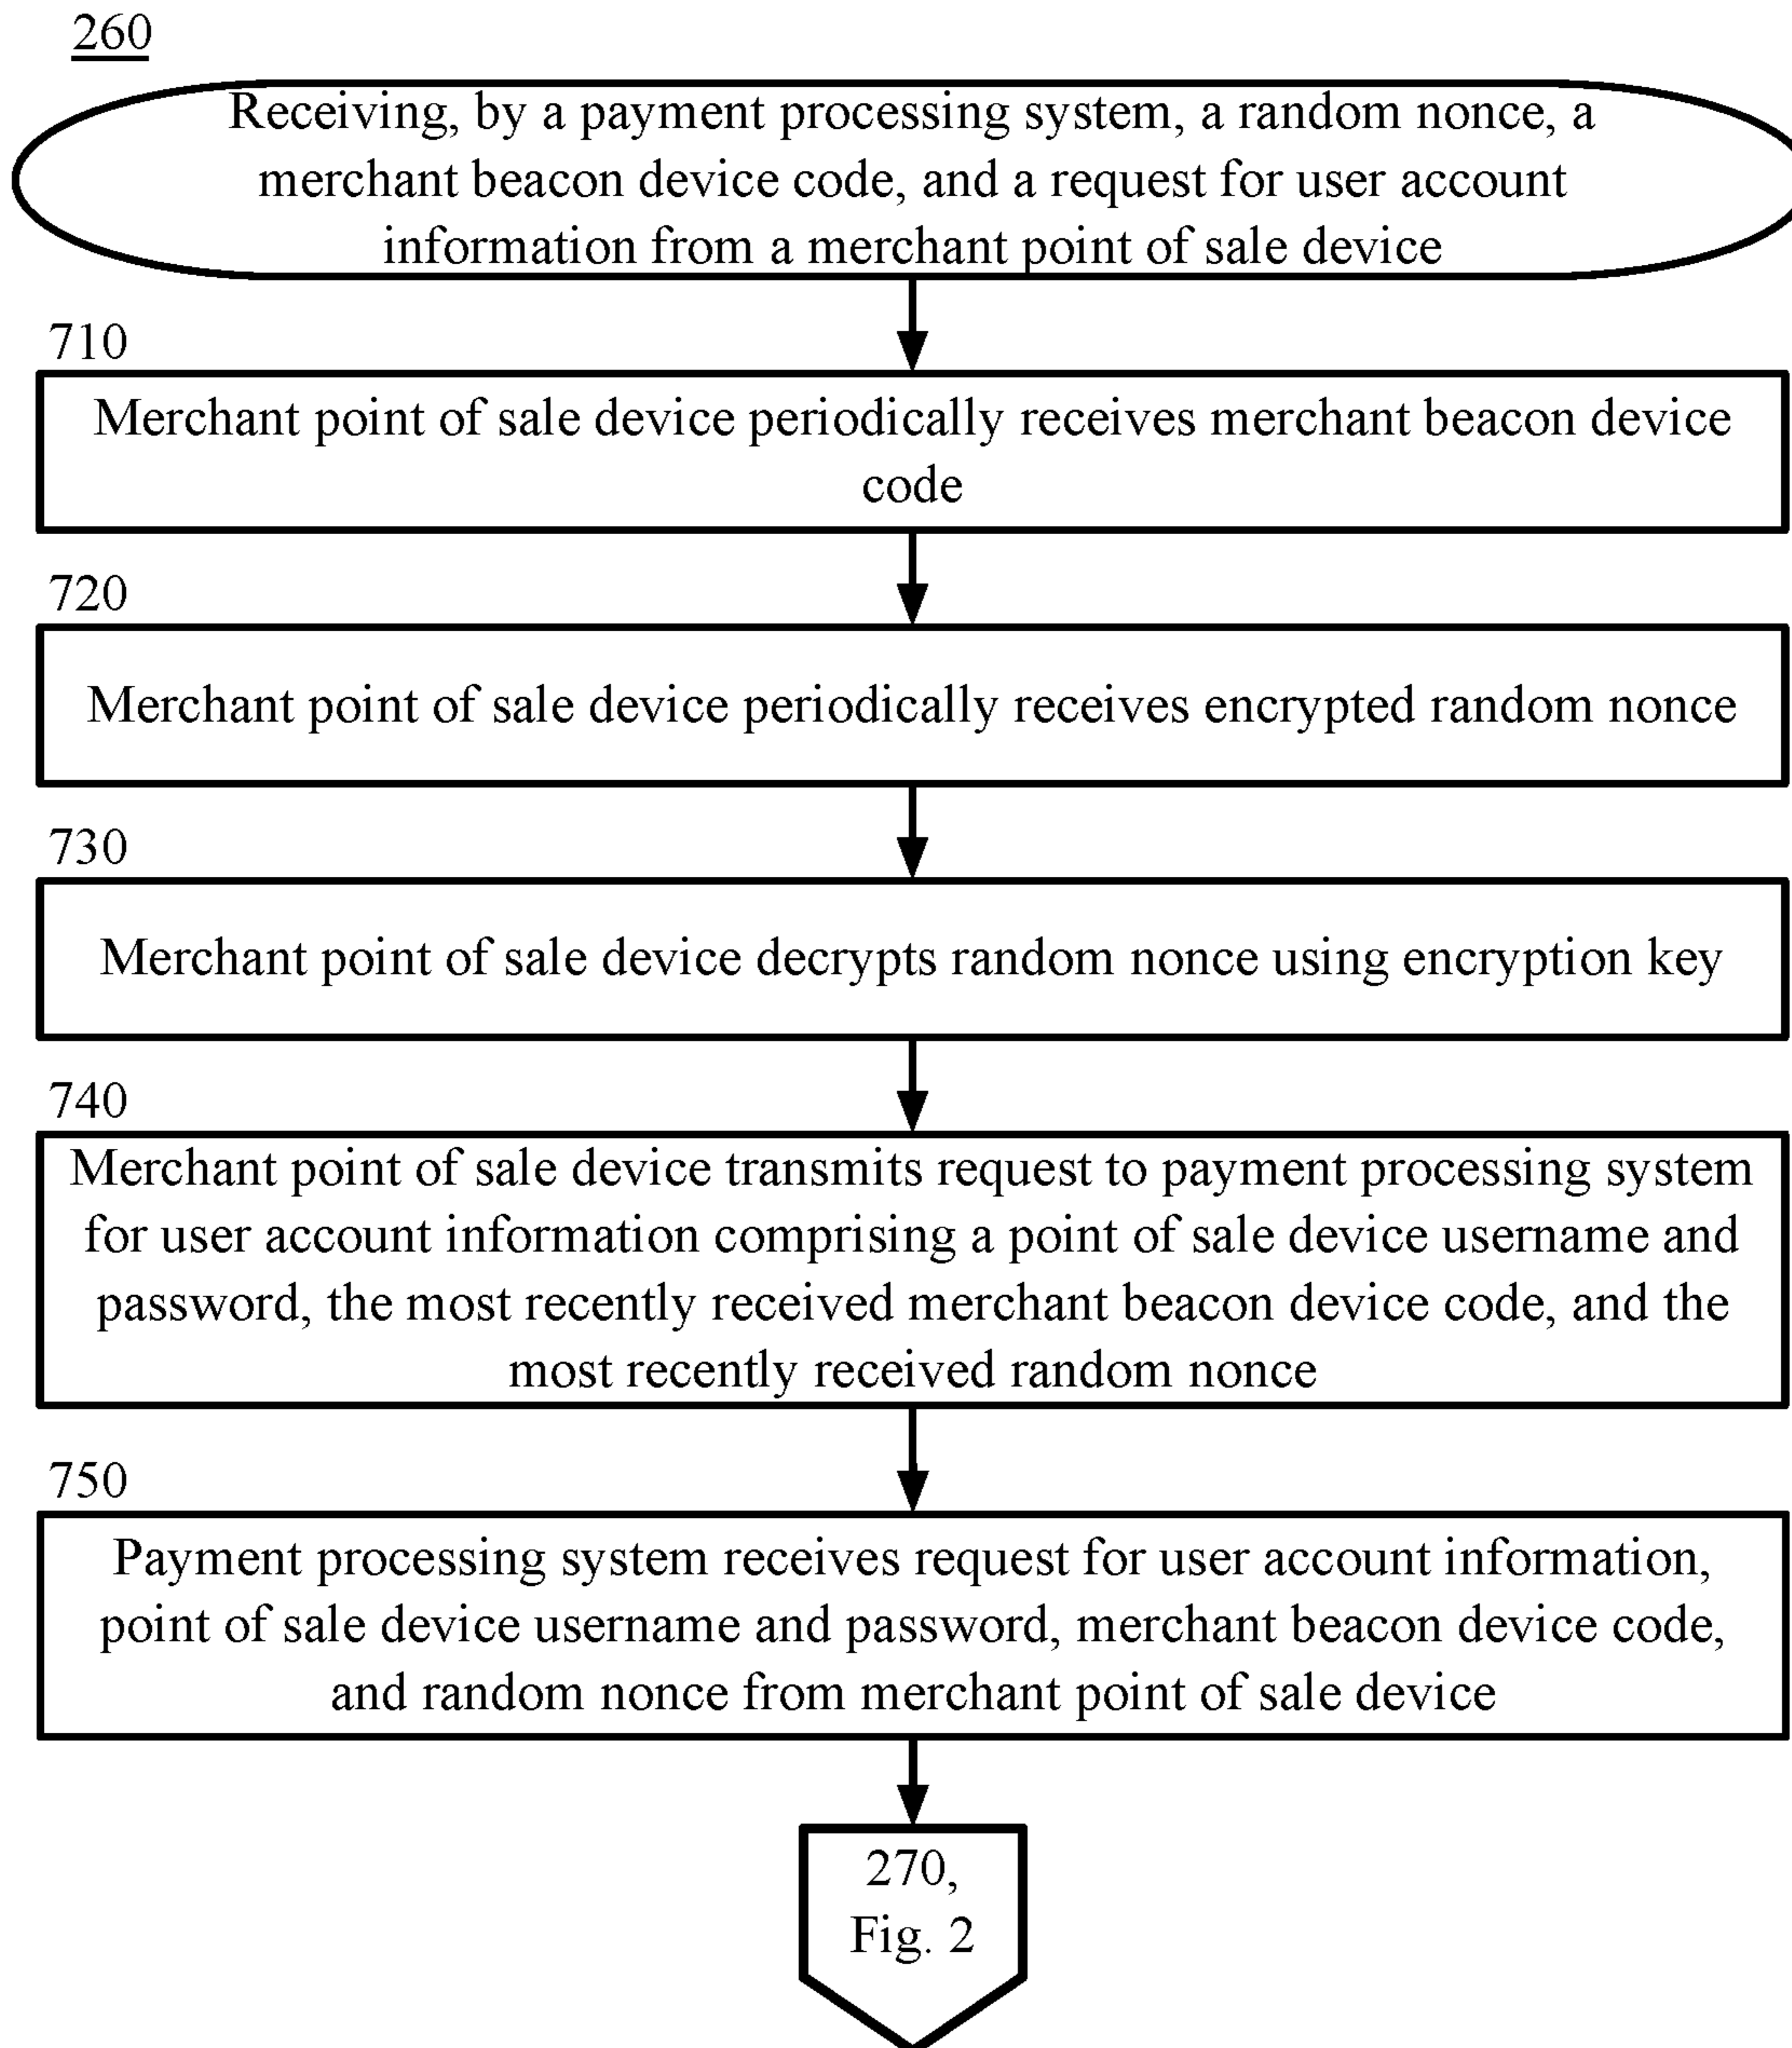 260
Receiving, by a payment processing system, a random nonce, a
merchant beacon device code, and a request for user account
information from a merchant point of sale device
710
Merchant point of sale device periodically receives merchant beacon device
code
720
Merchant point of sale device periodically receives encrypted random nonce
730
Merchant point of sale device decrypts random nonce using encryption key
740
Merchant point of sale device transmits request to payment processing system
for user account information comprising a point of sale device username and
password, the most recently received merchant beacon device code, and the
most recently received random nonce
750
Payment processing system receives request for user account information,
point of sale device username and password, merchant beacon device code,
and random nonce from merchant point of sale device
270,
Fig. 2